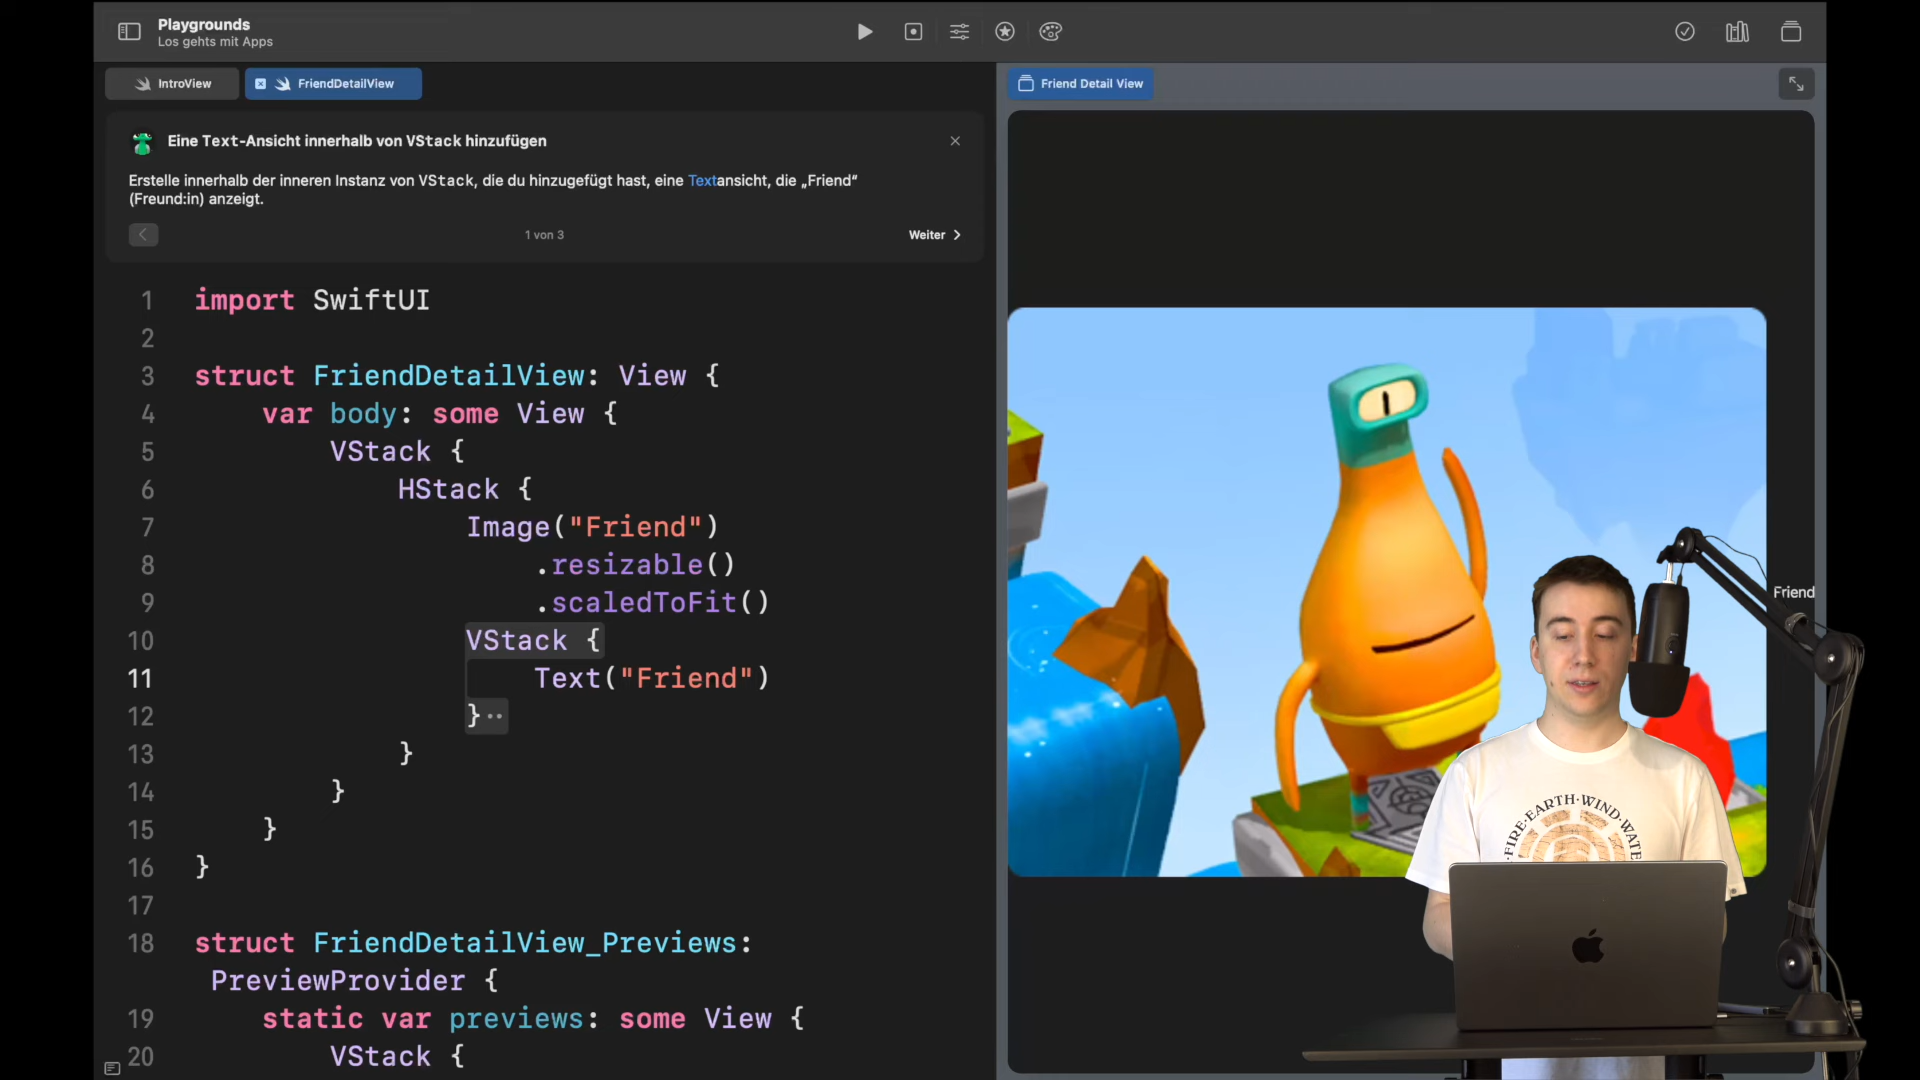 Playgrounds
Los gehts mit Apps
IntroView
FriendDetailView
Friend Detail View
Eine Text-Ansicht innerhalb von VStack hinzufügen
Erstelle innerhalb der inneren Instanz von VStack, die du hinzugefügt hast, eine Textansicht, die „Friend“
(Freund:in) anzeigt.
1 von 3
Weiter
1 import SwiftUI
2
3 struct FriendDetailView: View {
4 var body: some View {
5 VStack {
6 HStack {
7 Image("Friend")
8 .resizable()
9 .scaledToFit()
10 VStack {
11 Text("Friend")
12 }
13 }
14 }
15 }
16 }
17
18 struct FriendDetailView_Previews:
PreviewProvider {
19 static var previews: some View {
20 VStack {
Friend
FIRE·EARTH·WIND·WATE